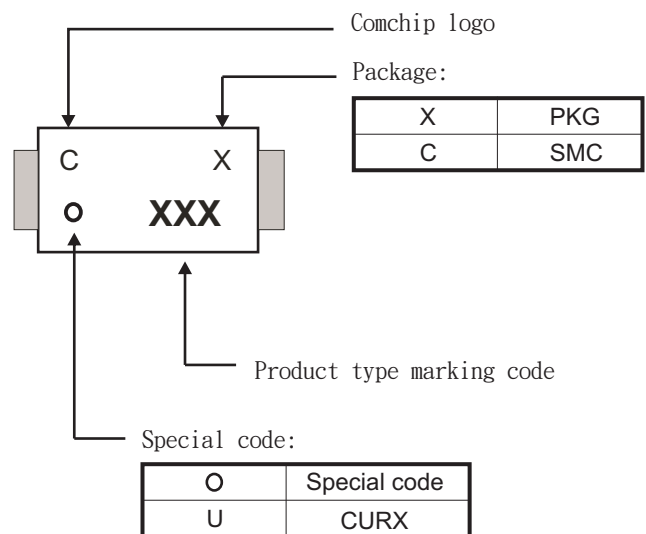 Comchip logo
Package:
X PKG
C SMC
C X
O XXX
Product type marking code
Special code:
O Special code
U CURX